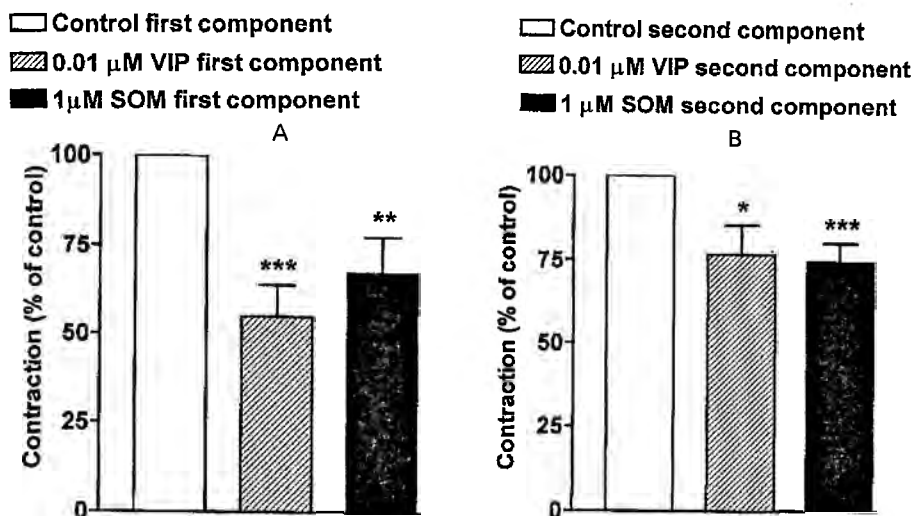 Control first component
0.01 μM VIP first component
1μM SOM first component
A
Contraction (% of control)
100
75
50
25
0
***
**
Control second component
0.01 μM VIP second component
1 μM SOM second component
B
Contraction (% of control)
100
75
50
25
0
*
***